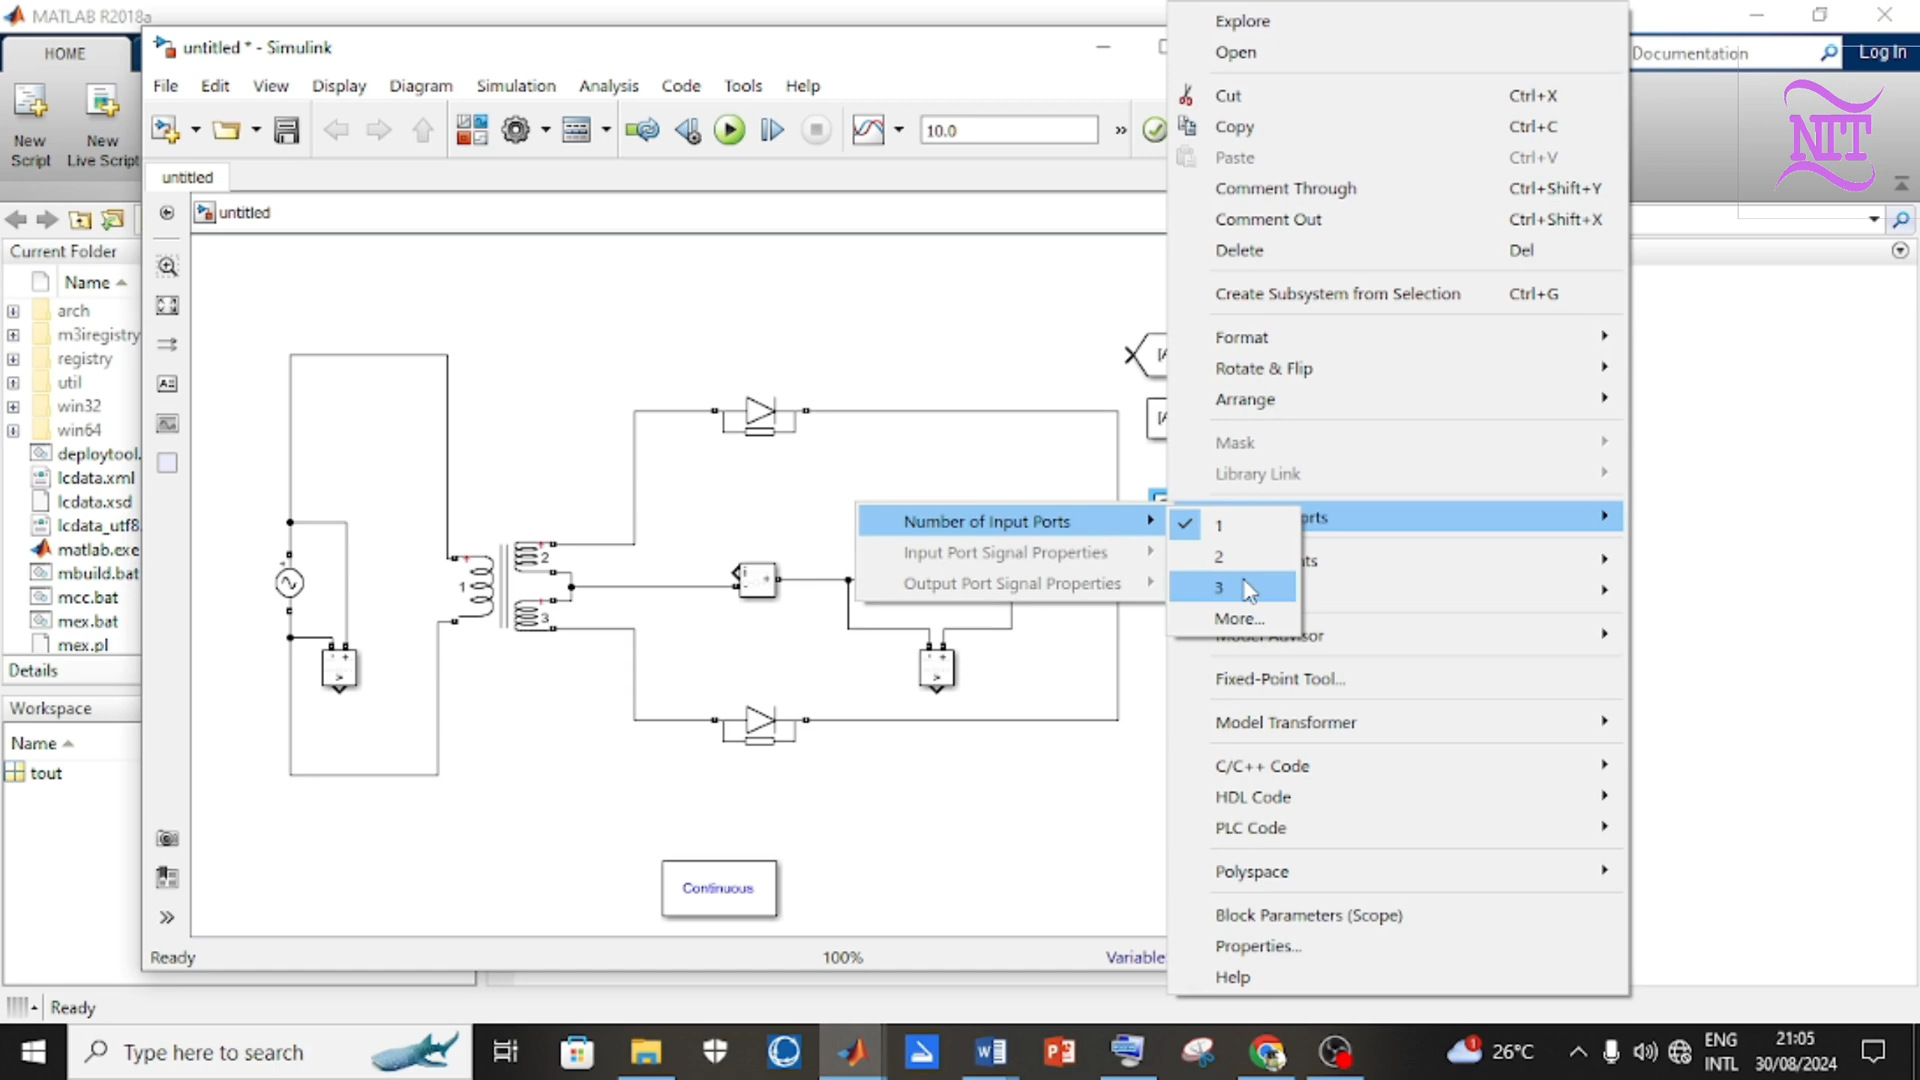 MATLAB R2018a
untitled * - Simulink
HOME
Documentation
Log In
New
Script
New
Live Script
File
Edit
View
Display
Diagram
Simulation
Analysis
Code
Tools
Help
10.0
»
untitled
untitled
NIT
Current Folder
Name
arch
m3iregistry
registry
util
win32
win64
deploytool.
lcdata.xml
lcdata.xsd
lcdata_utf8.
matlab.exe
mbuild.bat
mcc.bat
mex.bat
mex.pl
Details
Workspace
Name
tout
1
2
3
i
+
-
Continuous
Ready
100%
Variable
Ready
Explore
Open
Cut Ctrl+X
Copy Ctrl+C
Paste Ctrl+V
Comment Through Ctrl+Shift+Y
Comment Out Ctrl+Shift+X
Delete Del
Create Subsystem from Selection Ctrl+G
Format
Rotate & Flip
Arrange
Mask
Library Link
Number of Input Ports
Input Port Signal Properties
Output Port Signal Properties
1
2
3
More...
Fixed-Point Tool...
Model Transformer
C/C++ Code
HDL Code
PLC Code
Polyspace
Block Parameters (Scope)
Properties...
Help
Type here to search
26°C
ENG
INTL
21:05
30/08/2024